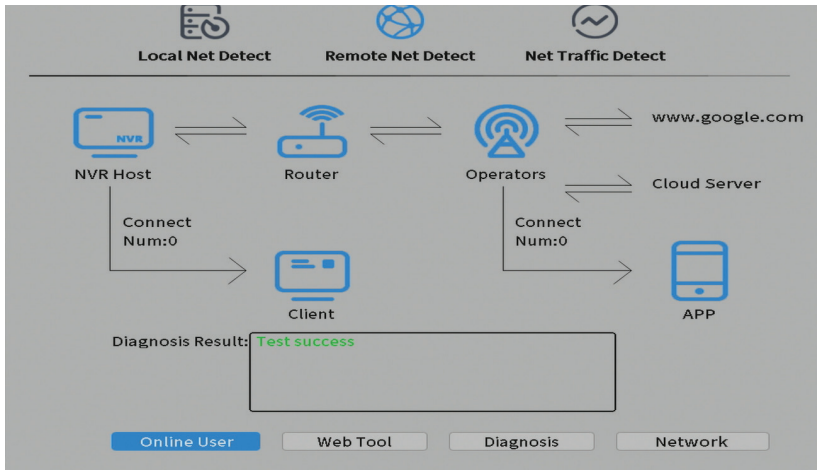 Local Net Detect
Remote Net Detect
Net Traffic Detect
www.google.com
NVR
NVR Host
Router
Operators
Cloud Server
Connect
Num:0
Connect
Num:0
Client
APP
Diagnosis Result:
Test success
Online User
Web Tool
Diagnosis
Network